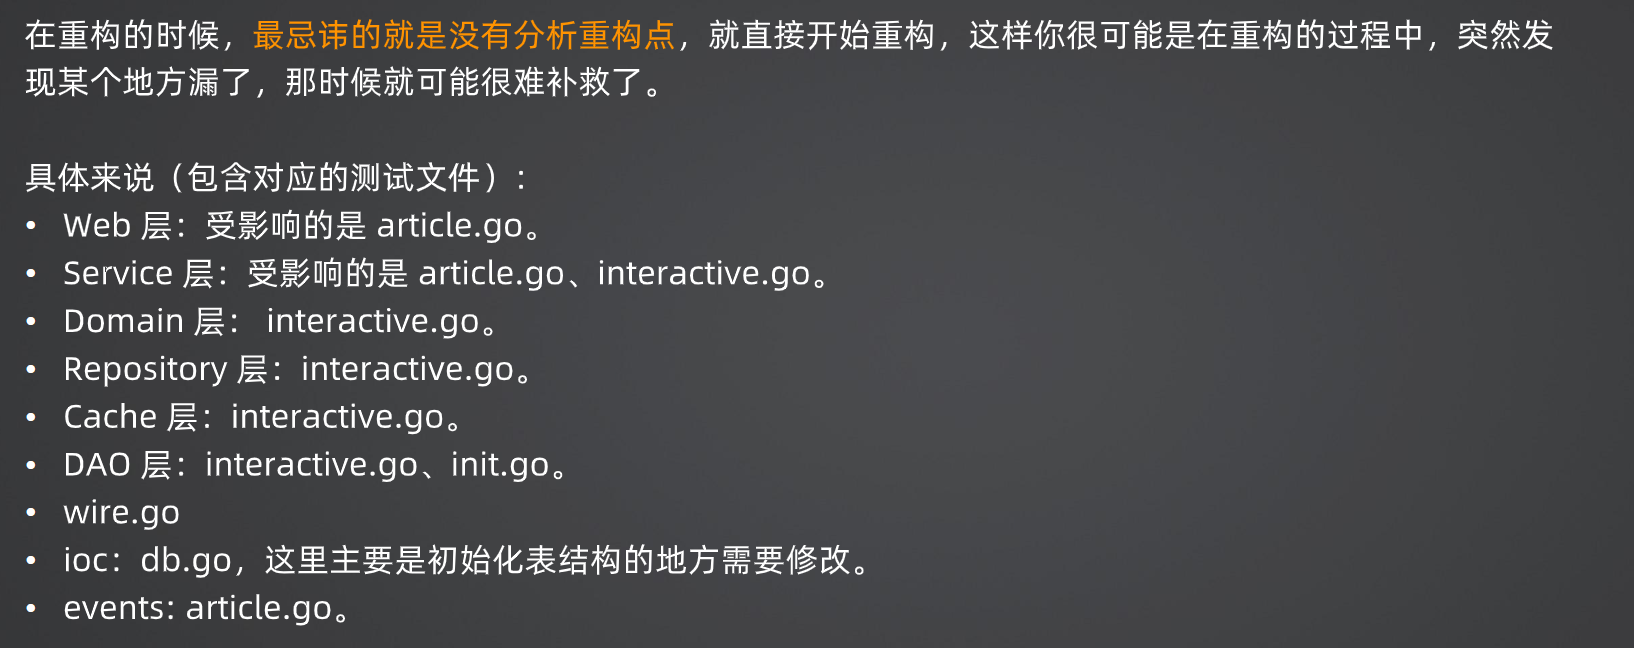 在重构的时候，最忌讳的就是没有分析重构点，就直接开始重构，这样你很可能是在重构的过程中，突然发
现某个地方漏了，那时候就可能很难补救了。
具体来说（包含对应的测试文件）：
• Web 层：受影响的是 article.go。
• Service 层：受影响的是 article.go、interactive.go。
• Domain 层： interactive.go。
• Repository 层：interactive.go。
• Cache 层：interactive.go。
• DAO 层：interactive.go、init.go。
• wire.go
• ioc：db.go，这里主要是初始化表结构的地方需要修改。
• events: article.go。